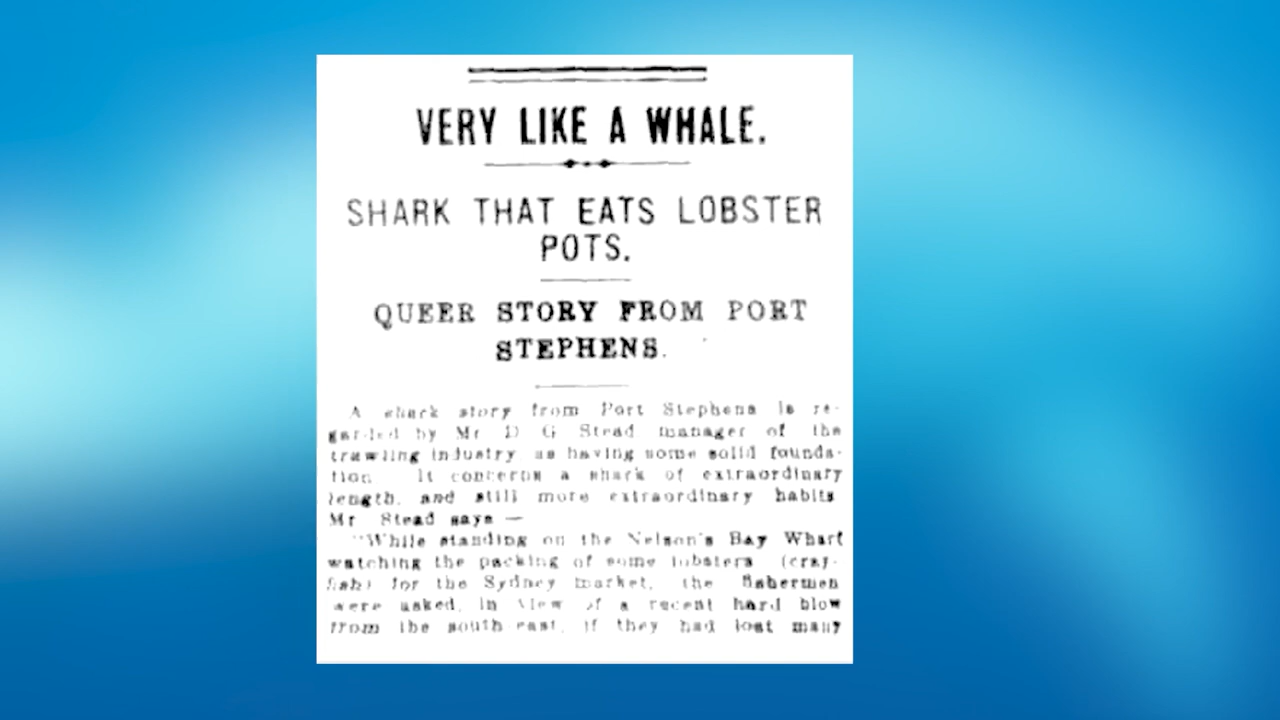 VERY LIKE A WHALE.
SHARK THAT EATS LOBSTER
POTS.
QUEER STORY FROM PORT
STEPHENS.
A shark story from Port Stephens is re-
garded by Mr D G Stead manager of the
trawling industry as having some solid founda-
tion It concerns a shark of extraordinary
length, and still more extraordinary habits
Mr Stead says —
"While standing on the Nelson's Bay Wharf
watching the packing of some lobsters (cray-
fish) for the Sydney market, the fishermen
were asked, in view of a recent hard blow
from the south-east, if they had lost many